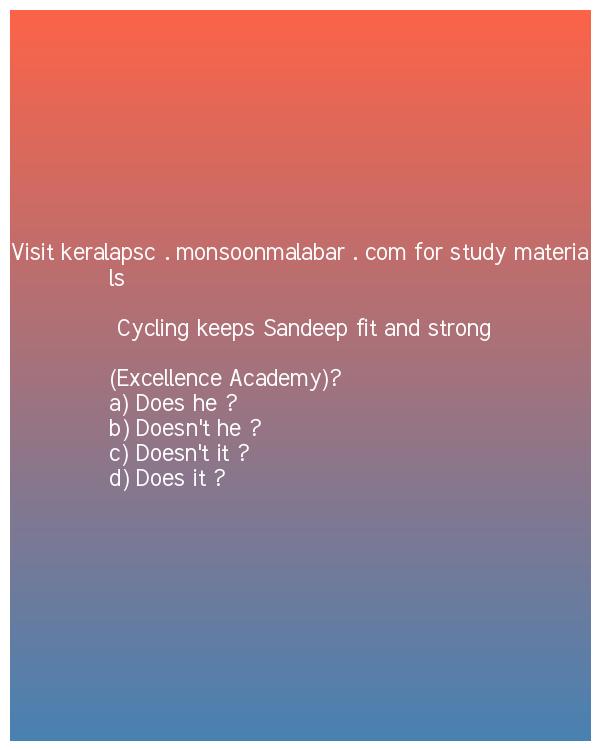 Visit keralapsc . monsoonmalabar . com for study materia
ls
Cycling keeps Sandeep fit and strong
(Excellence Academy)?
a) Does he ?
b) Doesn't he ?
c) Doesn't it ?
d) Does it ?